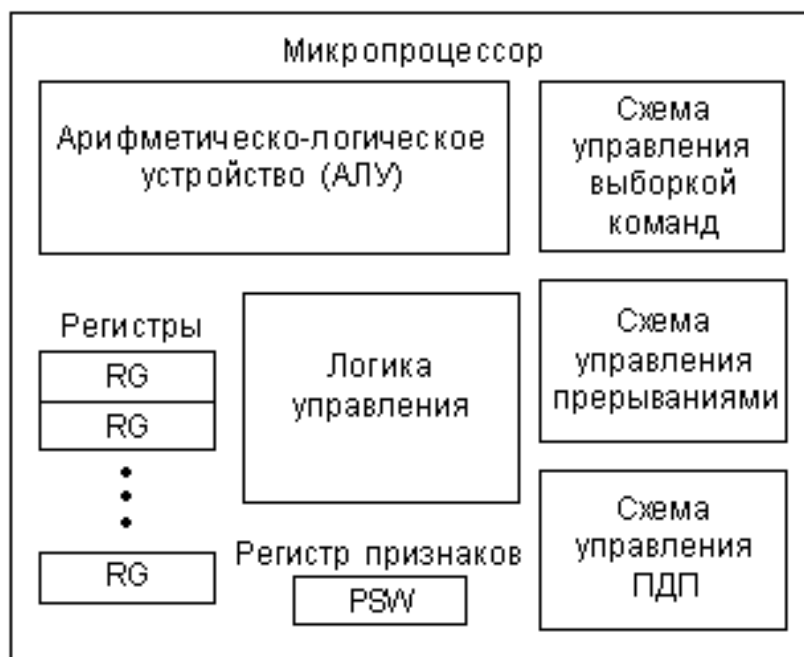 Микропроцессор
Арифметическо-логическое
устройство (АЛУ)
Схема
управления
выборкой
команд
Регистры
RG
RG
RG
Логика
управления
Схема
управления
прерываниями
Регистр признаков
PSW
Схема
управления
ПДП